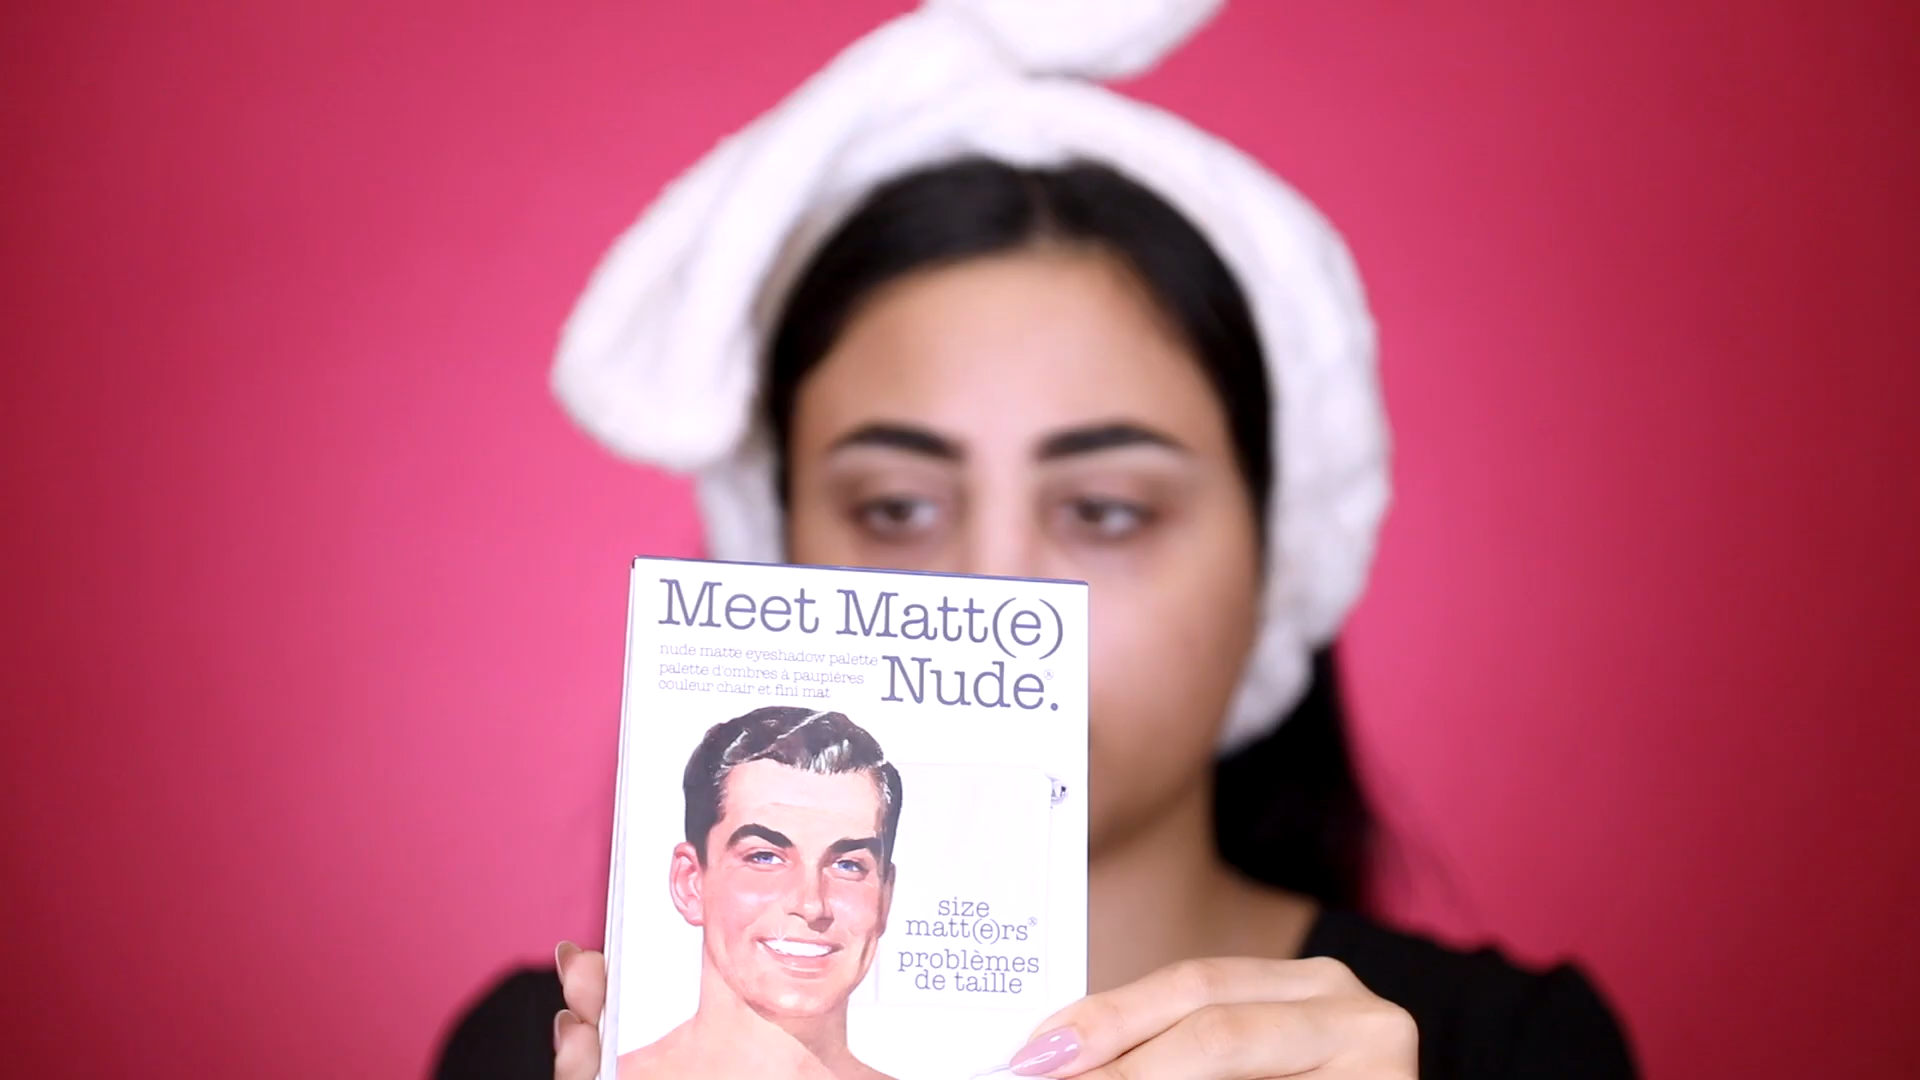 Meet Matt(e)
Nude.®
nude matte eyeshadow palette
palette d'ombres à paupières
couleur chair et fini mat
size
matt(e)rs®
problèmes
de taille